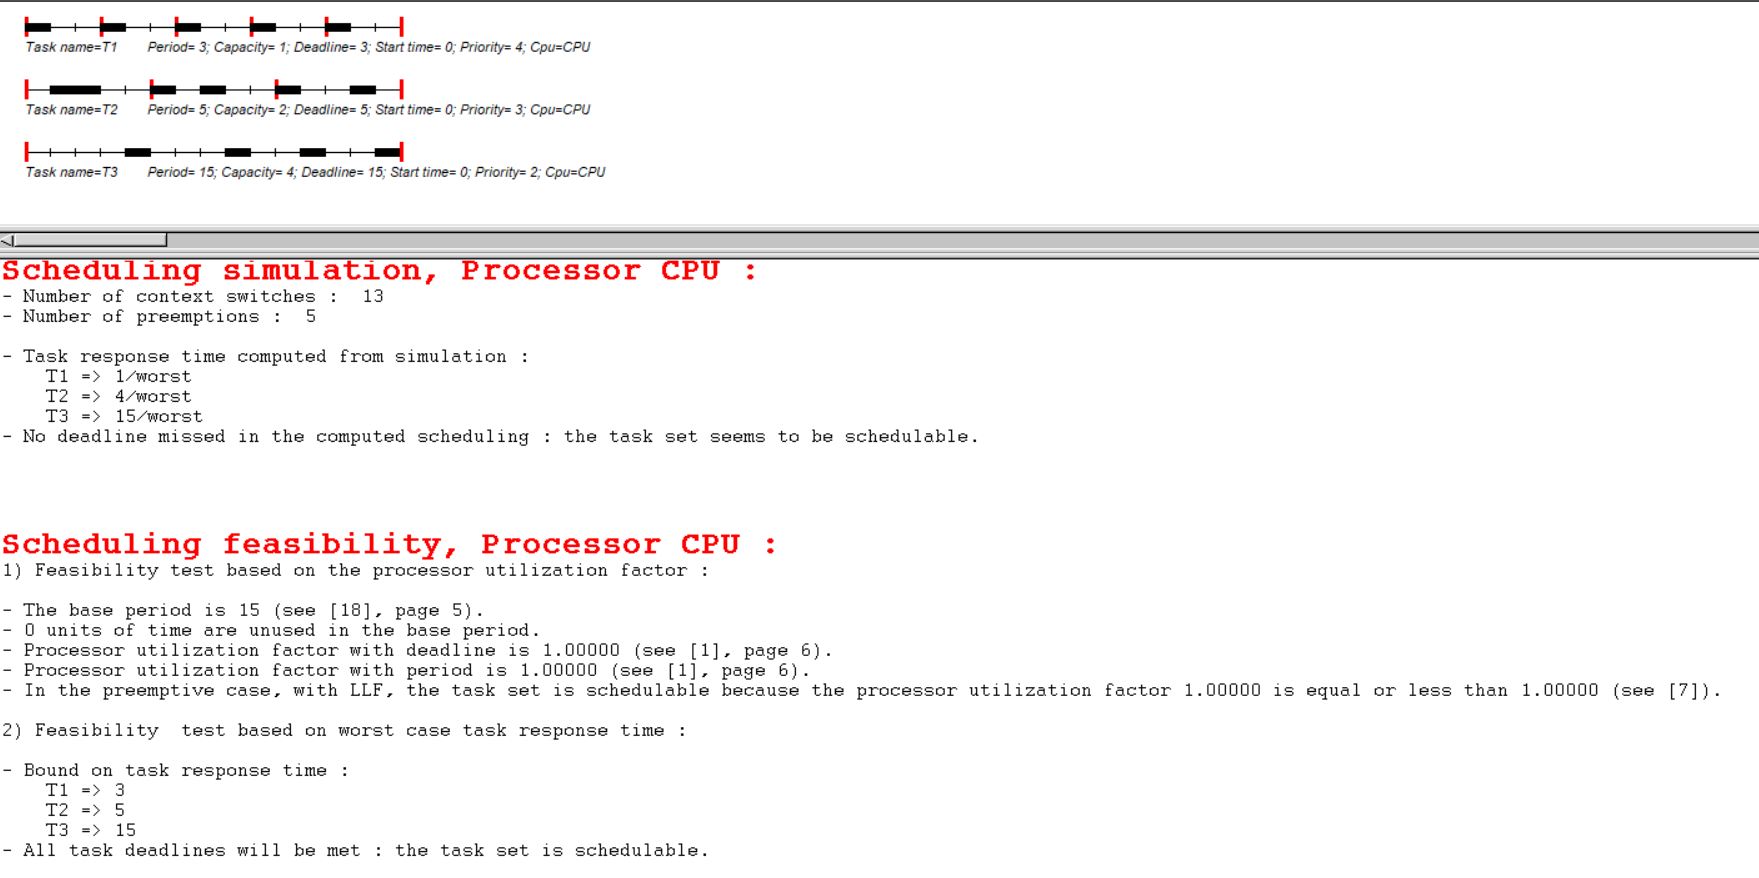 Task name=T1 Period= 3; Capacity= 1; Deadline= 3; Start time= 0; Priority= 4; Cpu=CPU
Task name=T2 Period= 5; Capacity= 2; Deadline= 5; Start time= 0; Priority= 3; Cpu=CPU
Task name=T3 Period= 15; Capacity= 4; Deadline= 15; Start time= 0; Priority= 2; Cpu=CPU
Scheduling simulation, Processor CPU :
- Number of context switches : 13
- Number of preemptions : 5
- Task response time computed from simulation :
T1 => 1/worst
T2 => 4/worst
T3 => 15/worst
- No deadline missed in the computed scheduling : the task set seems to be schedulable.
Scheduling feasibility, Processor CPU :
1) Feasibility test based on the processor utilization factor :
- The base period is 15 (see [18], page 5).
- 0 units of time are unused in the base period.
- Processor utilization factor with deadline is 1.00000 (see [1], page 6).
- Processor utilization factor with period is 1.00000 (see [1], page 6).
- In the preemptive case, with LLF, the task set is schedulable because the processor utilization factor 1.00000 is equal or less than 1.00000 (see [7]).
2) Feasibility test based on worst case task response time :
- Bound on task response time :
T1 => 3
T2 => 5
T3 => 15
- All task deadlines will be met : the task set is schedulable.